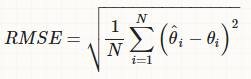 RMSE = \sqrt{\frac{1}{N} \sum_{i=1}^{N} \left( \hat{\theta}_i - \theta_i \right)^2}